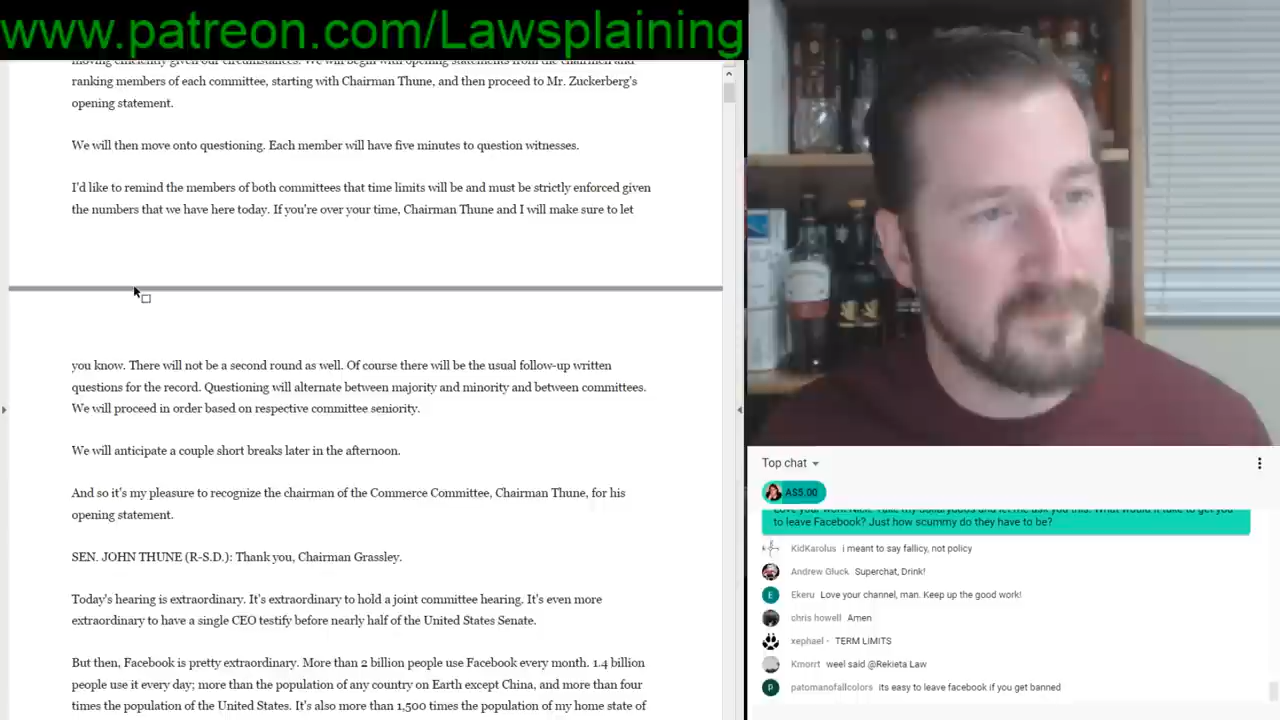 www.patreon.com/Lawsplaining
moving efficiently given our circumstances. We will begin with opening statements from the chairmen and
ranking members of each committee, starting with Chairman Thune, and then proceed to Mr. Zuckerberg's
opening statement.
We will then move onto questioning. Each member will have five minutes to question witnesses.
I'd like to remind the members of both committees that time limits will be and must be strictly enforced given
the numbers that we have here today. If you're over your time, Chairman Thune and I will make sure to let
you know. There will not be a second round as well. Of course there will be the usual follow-up written
questions for the record. Questioning will alternate between majority and minority and between committees.
We will proceed in order based on respective committee seniority.
We will anticipate a couple short breaks later in the afternoon.
And so it's my pleasure to recognize the chairman of the Commerce Committee, Chairman Thune, for his
opening statement.
SEN. JOHN THUNE (R-S.D.): Thank you, Chairman Grassley.
Today's hearing is extraordinary. It's extraordinary to hold a joint committee hearing. It's even more
extraordinary to have a single CEO testify before nearly half of the United States Senate.
But then, Facebook is pretty extraordinary. More than 2 billion people use Facebook every month. 1.4 billion
people use it every day; more than the population of any country on Earth except China, and more than four
times the population of the United States. It's also more than 1,500 times the population of my home state of
Top chat
A$5.00
to leave Facebook? Just how scummy do they have to be?
KidKarolus i meant to say fallicy, not policy
Andrew Gluck Superchat, Drink!
Ekeru Love your channel, man. Keep up the good work!
chris howell Amen
xephael - TERM LIMITS
Kmorrt weel said @Rekieta Law
patomanofallcolors its easy to leave facebook if you get banned